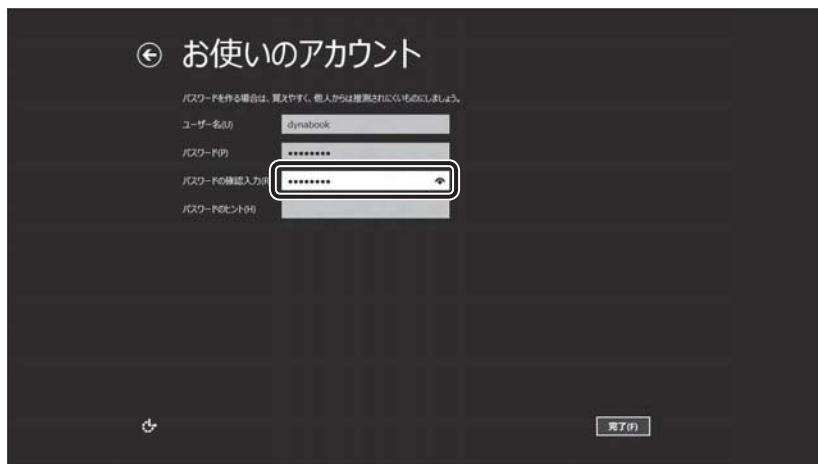 お使いのアカウント
パスワードを作る場合は、覚えやすく、他人からは推測されにくいものにしましょう。
ユーザー名(U)
dynabook
パスワード(P)
••••••••
パスワードの確認入力(R
••••••••
パスワードのヒント(H)
完了(F)